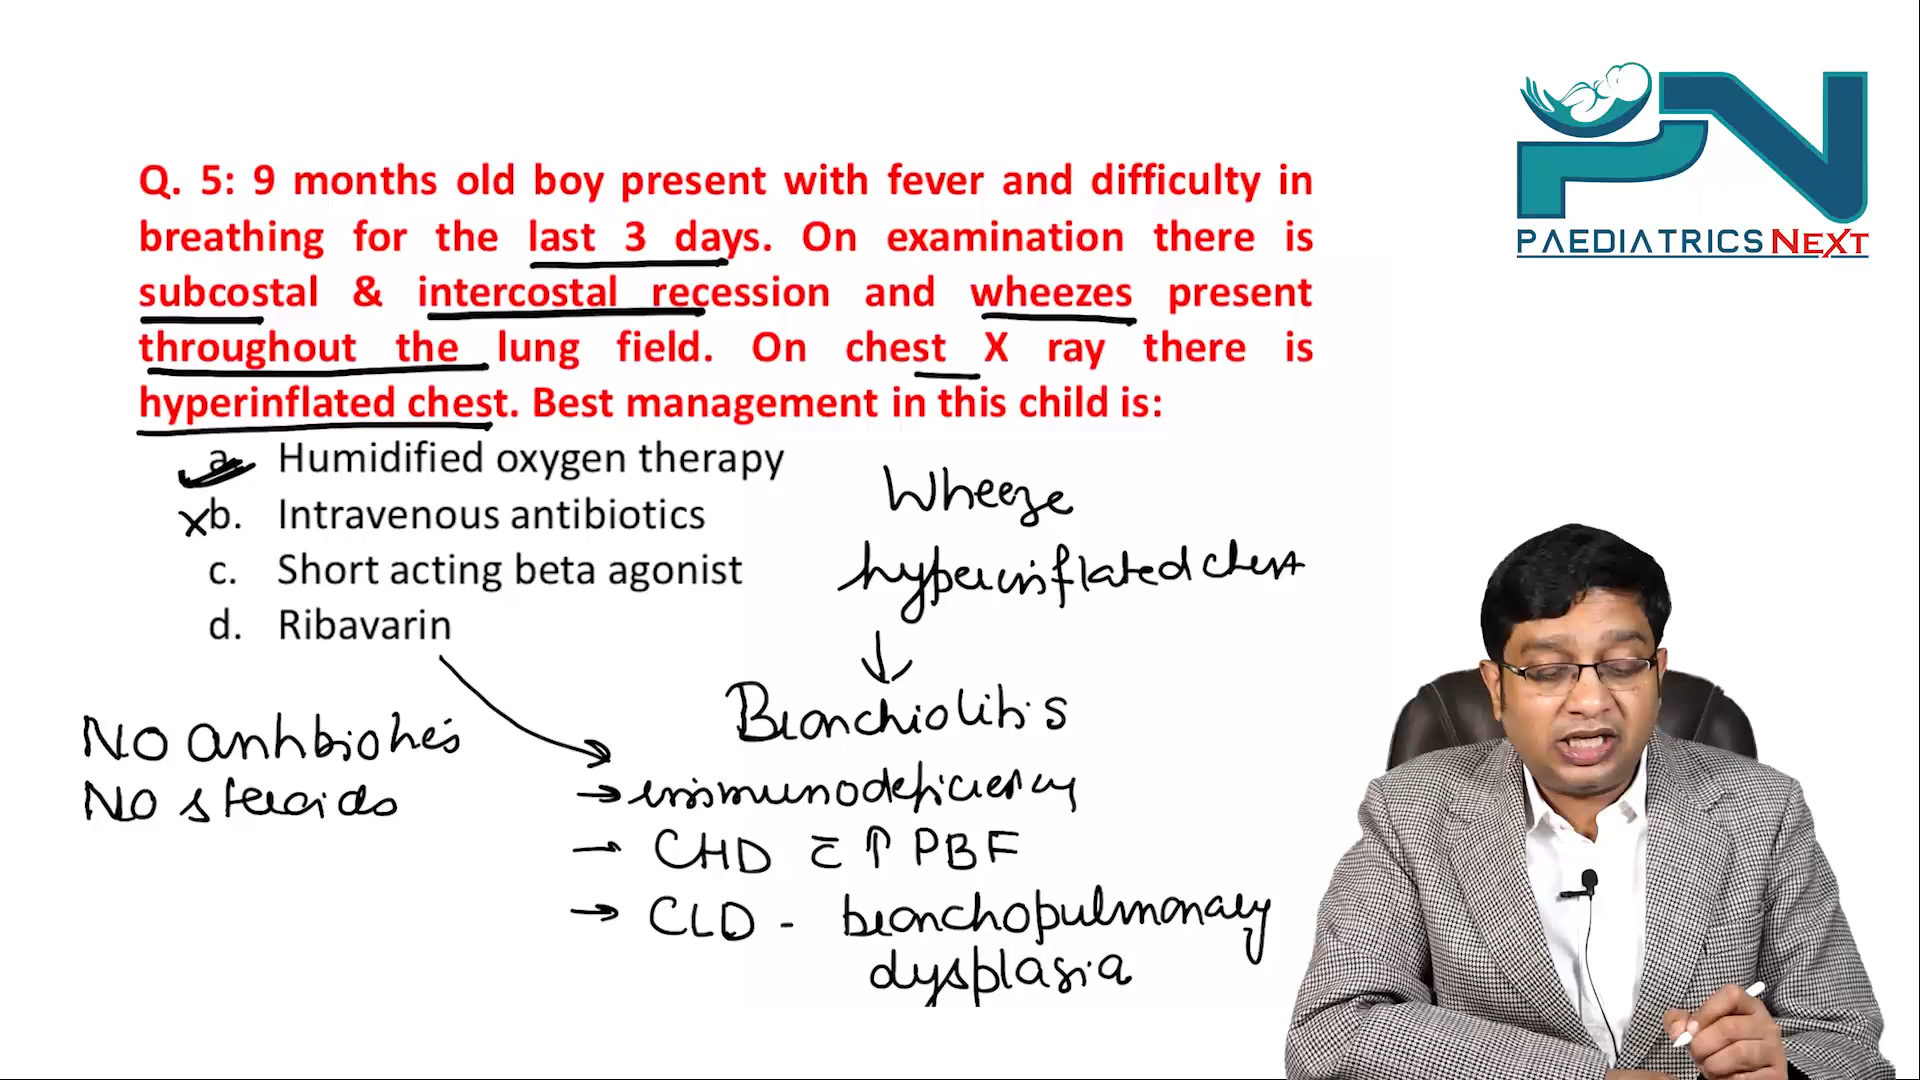 PAEDIATRICS NEXT
Q. 5: 9 months old boy present with fever and difficulty in
breathing for the last 3 days. On examination there is
subcostal & intercostal recession and wheezes present
throughout the lung field. On chest X ray there is
hyperinflated chest. Best management in this child is:
a. Humidified oxygen therapy
b. Intravenous antibiotics
c. Short acting beta agonist
d. Ribavarin
Wheeze
hyperinflated chest
↓
Bronchiolitis
No antibiotics
No steroids
→ immunodeficiency
→ CHD c̄ ↑ PBF
→ CLD - bronchopulmonary
dysplasia